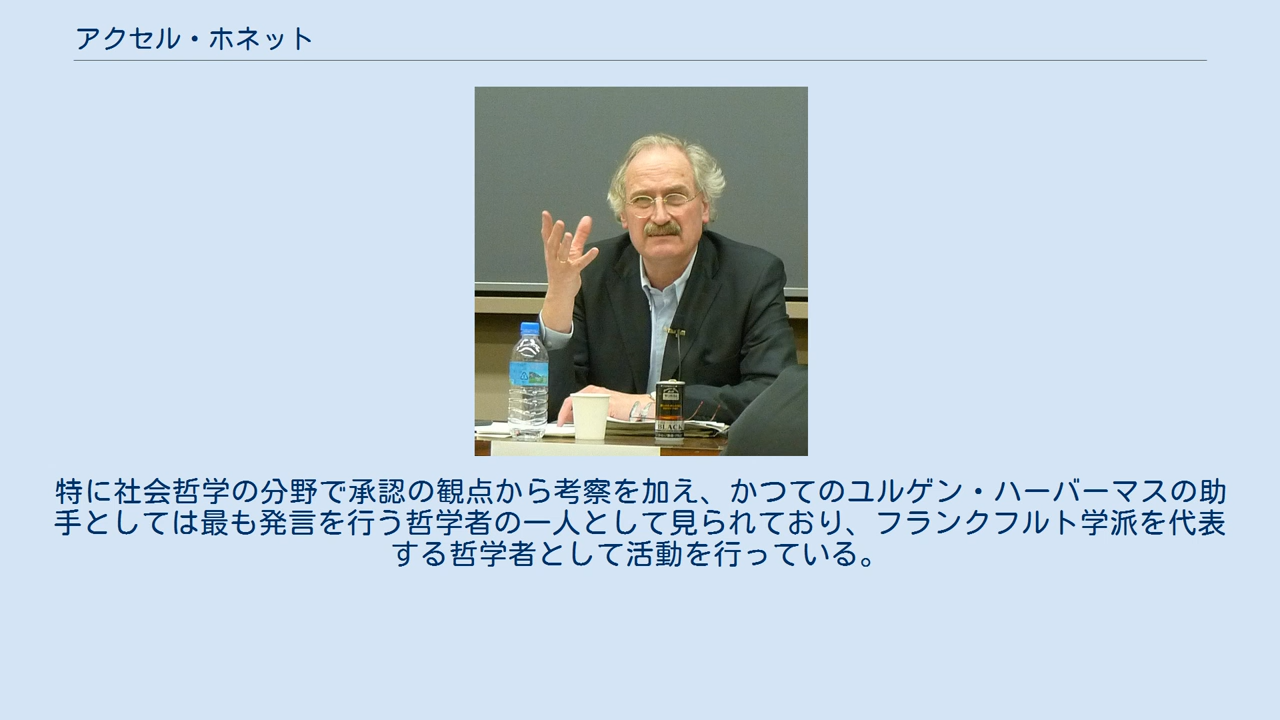 アクセル・ホネット
BLACK
特に社会哲学の分野で承認の観点から考察を加え、かつてのユルゲン・ハーバーマスの助
手としては最も発言を行う哲学者の一人として見られており、フランクフルト学派を代表
する哲学者として活動を行っている。